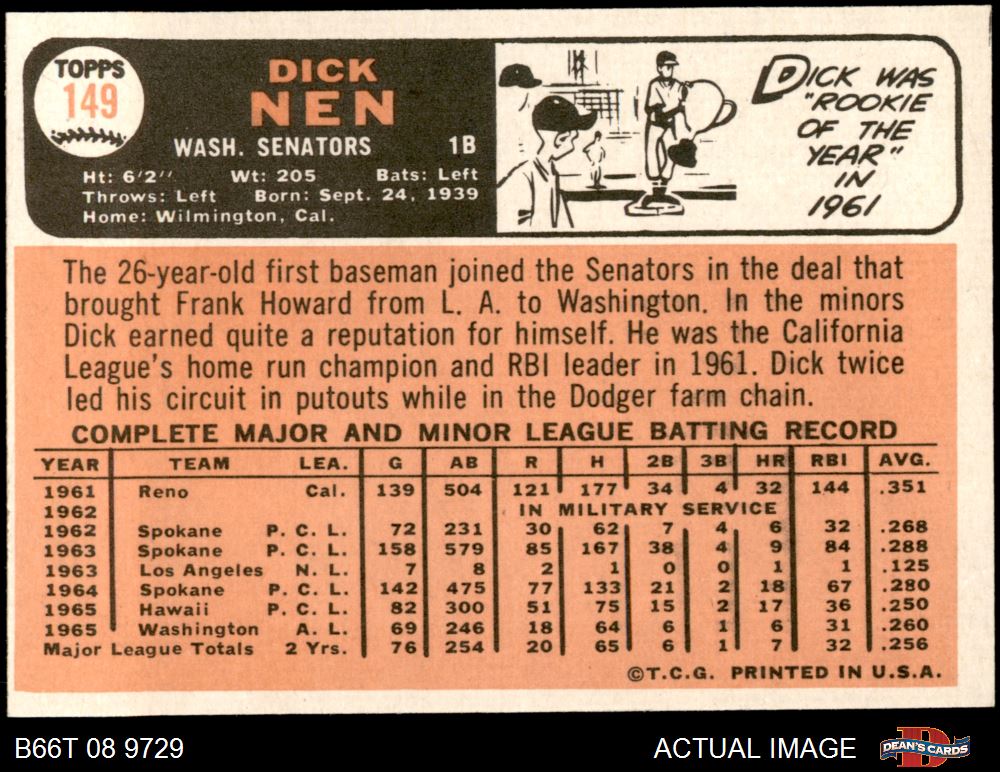 TOPPS
149
DICK
NEN
WASH. SENATORS 1B
Ht: 6'2" Wt: 205 Bats: Left
Throws: Left Born: Sept. 24, 1939
Home: Wilmington, Cal.
DICK WAS
"ROOKIE
OF THE
YEAR"
IN
1961
The 26-year-old first baseman joined the Senators in the deal that
brought Frank Howard from L. A. to Washington. In the minors
Dick earned quite a reputation for himself. He was the California
League's home run champion and RBI leader in 1961. Dick twice
led his circuit in putouts while in the Dodger farm chain.
COMPLETE MAJOR AND MINOR LEAGUE BATTING RECORD
YEAR TEAM LEA. G AB R H 2B 3B HR RBI AVG.
1961 Reno Cal. 139 504 121 177 34 4 32 144 .351
1962 IN MILITARY SERVICE
1962 Spokane P. C. L. 72 231 30 62 7 4 6 32 .268
1963 Spokane P. C. L. 158 579 85 167 38 4 9 84 .288
1963 Los Angeles N. L. 7 8 2 1 0 0 1 1 .125
1964 Spokane P. C. L. 142 475 77 133 21 2 18 67 .280
1965 Hawaii P. C. L. 82 300 51 75 15 2 17 36 .250
1965 Washington A. L. 69 246 18 64 6 1 6 31 .260
Major League Totals 2 Yrs. 76 254 20 65 6 1 7 32 .256
©T.C.G. PRINTED IN U.S.A.
B66T 08 9729 ACTUAL IMAGE DEAN'S CARDS